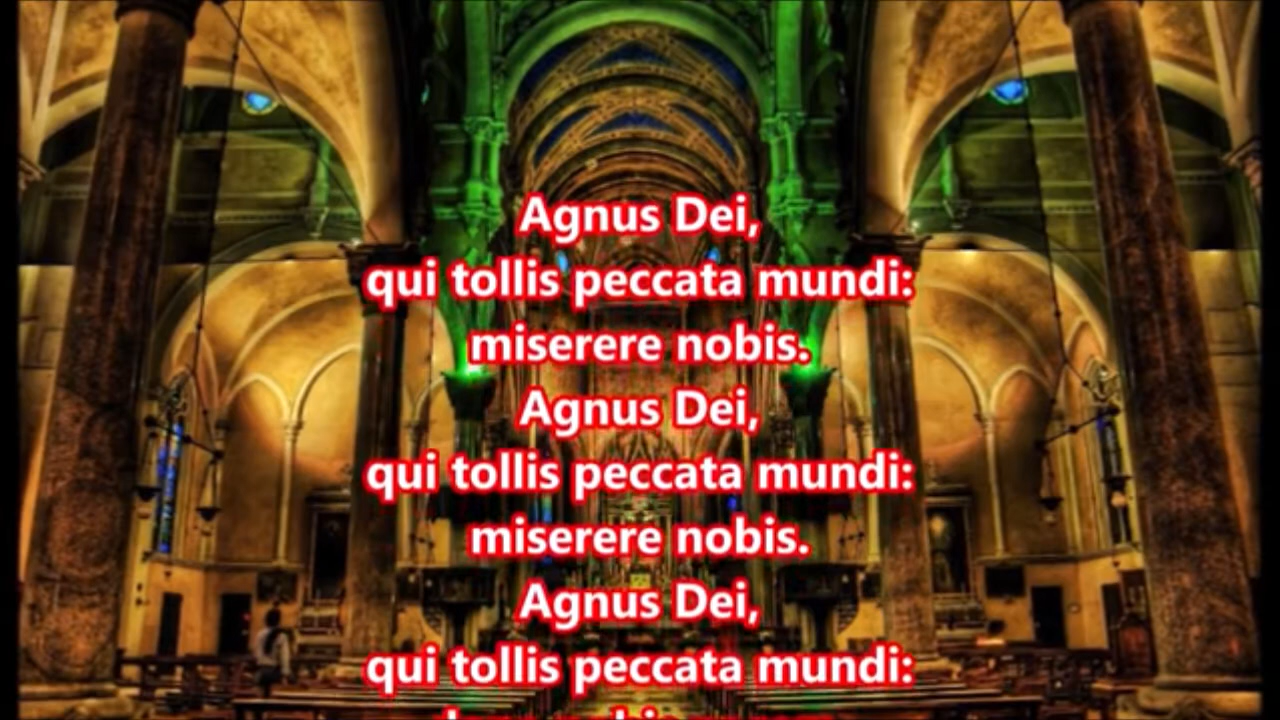 Agnus Dei,
qui tollis peccata mundi:
miserere nobis.
Agnus Dei,
qui tollis peccata mundi:
miserere nobis.
Agnus Dei,
qui tollis peccata mundi: